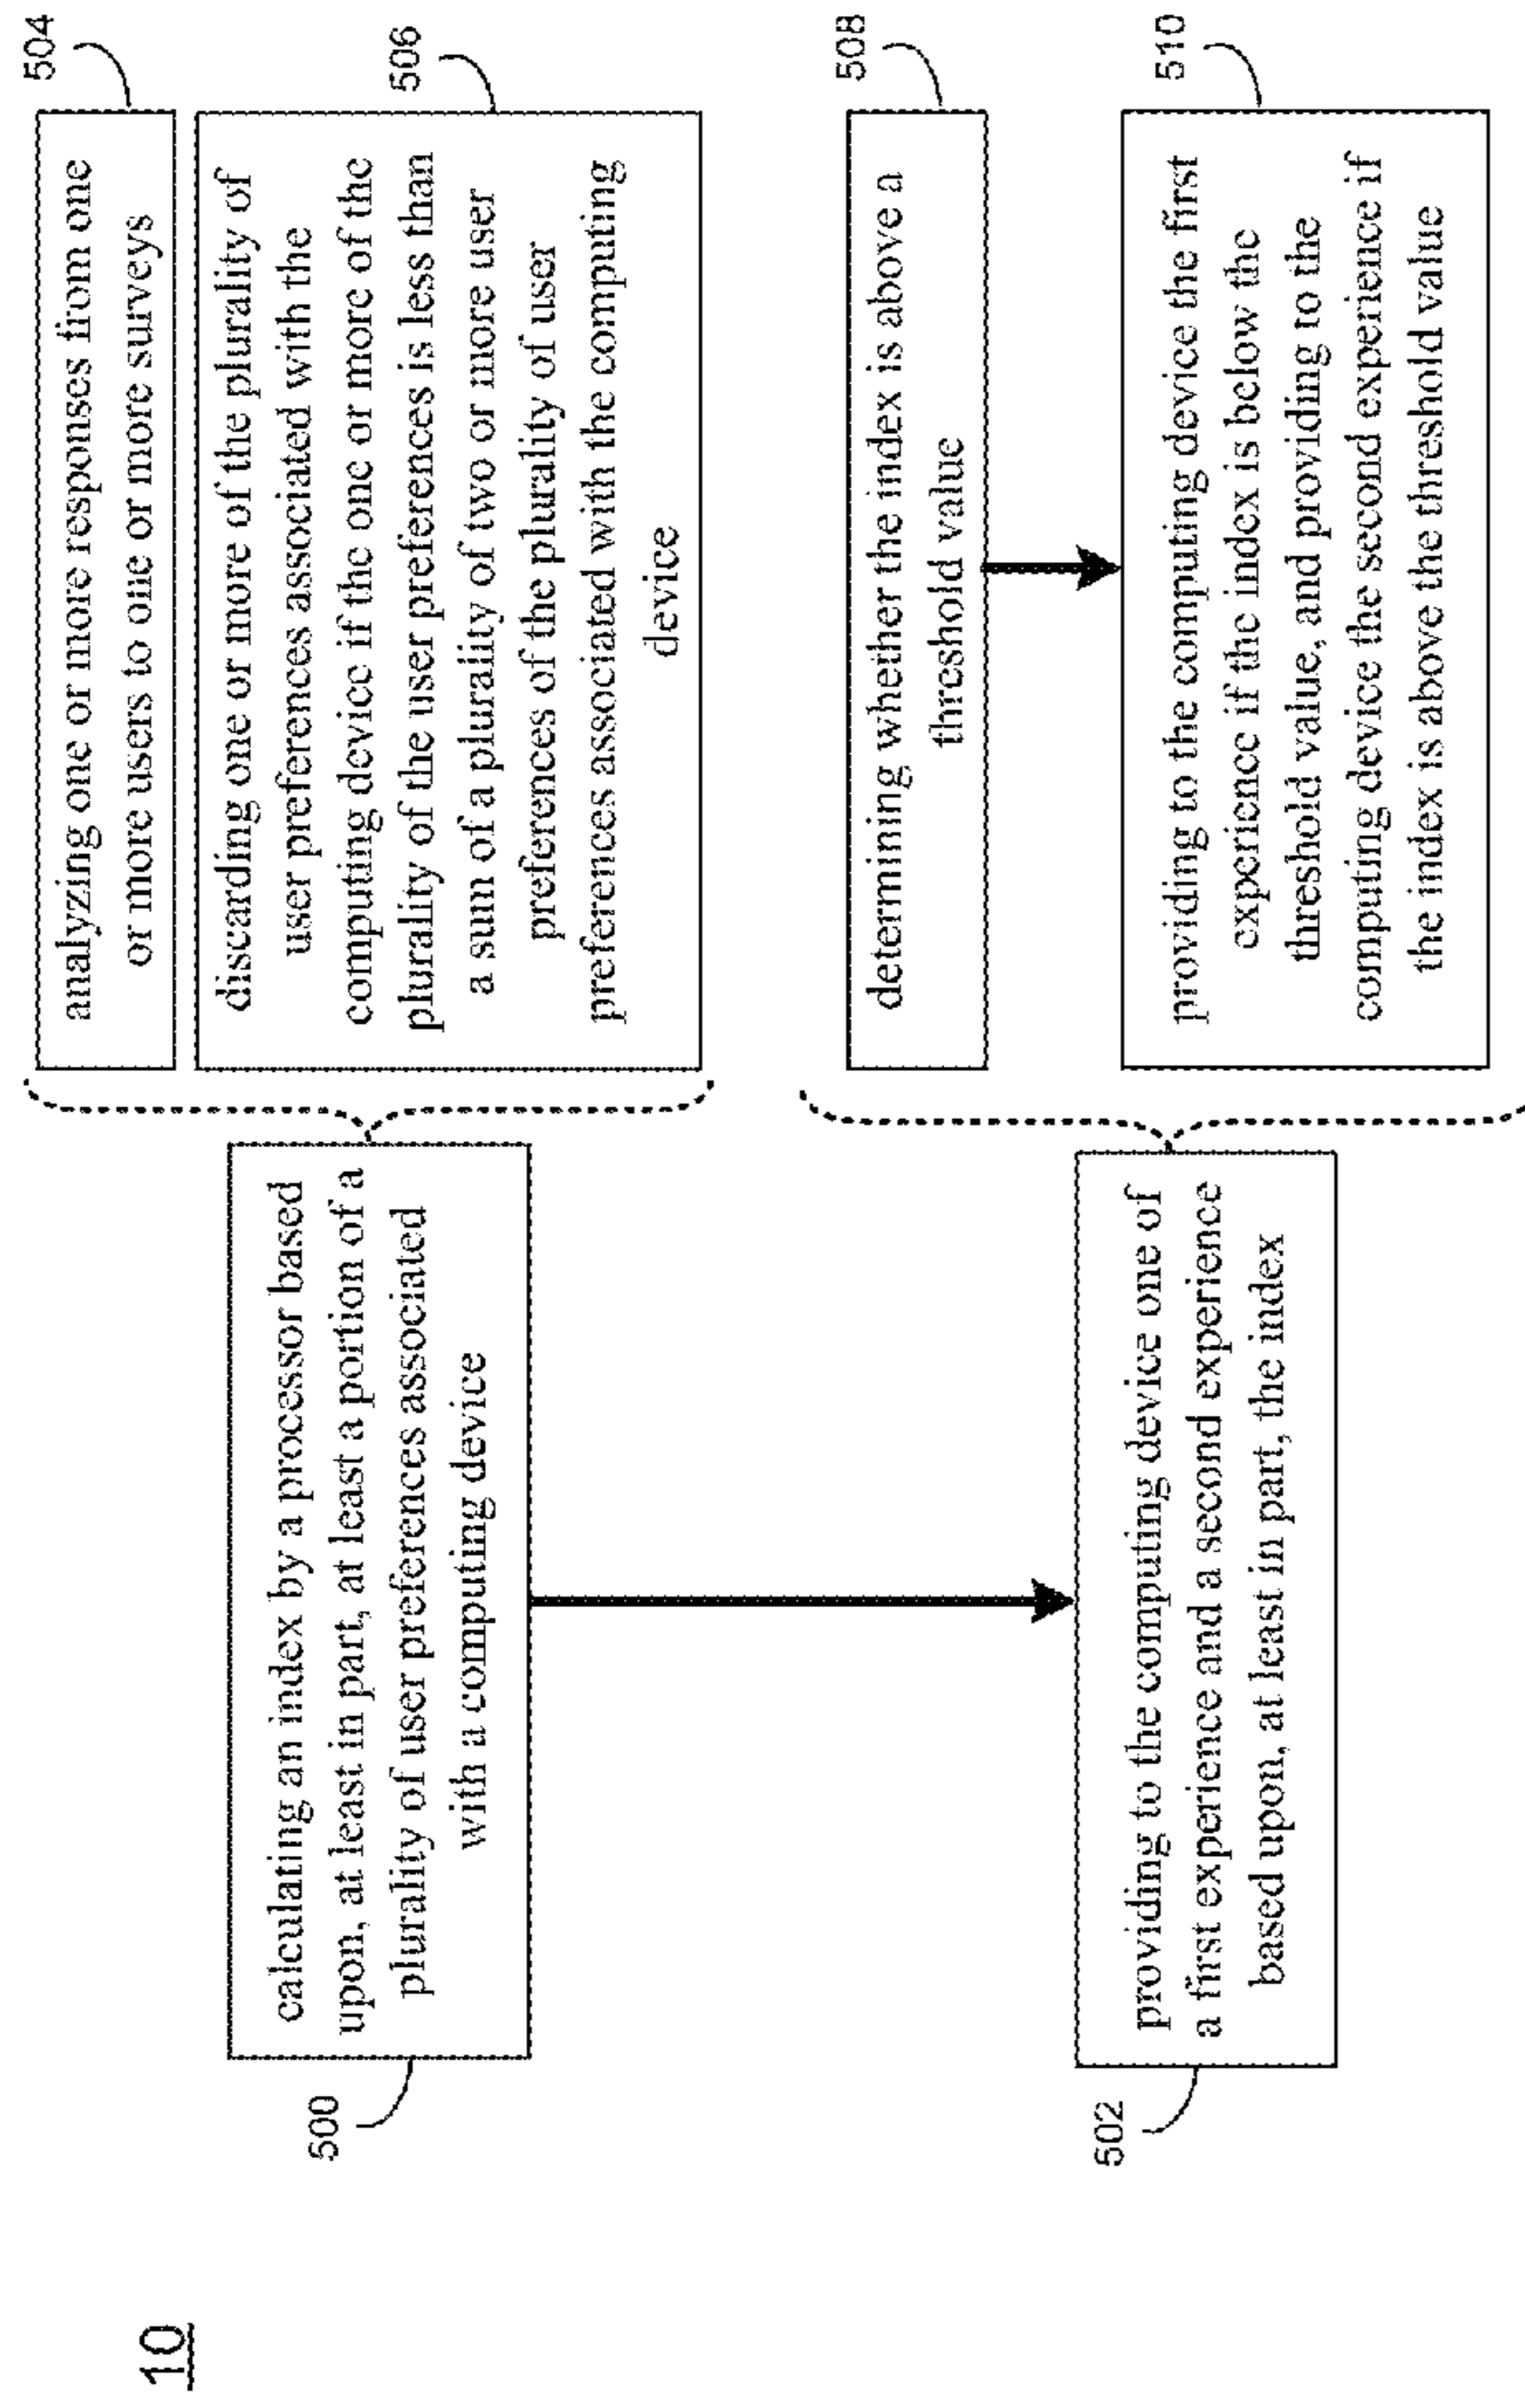 10
500
calculating an index by a processor based
upon, at least in part, at least a portion of a
plurality of user preferences associated
with a computing device
504
analyzing one or more responses from one
or more users to one or more surveys
506
discarding one or more of the plurality of
user preferences associated with the
computing device if the one or more of the
plurality of the user preferences is less than
a sum of a plurality of two or more user
preferences of the plurality of user
preferences associated with the computing
device
502
providing to the computing device one of
a first experience and a second experience
based upon, at least in part, the index
508
determining whether the index is above a
threshold value
510
providing to the computing device the first
experience if the index is below the
threshold value, and providing to the
computing device the second experience if
the index is above the threshold value